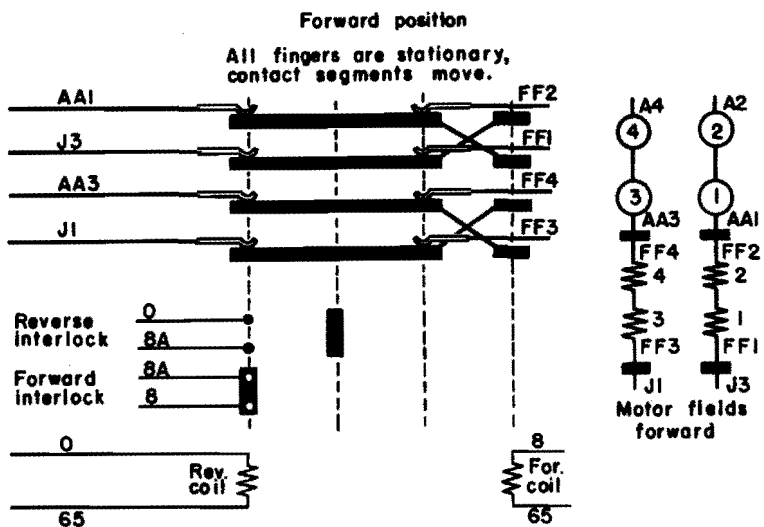 Forward position
All fingers are stationary,
contact segments move.
AA1
FF2
J3
FF1
AA3
FF4
J1
FF3
Reverse
interlock
0
8A
Forward
interlock
8A
8
0
Rev.
coil
65
8
For.
coil
65
A4
A2
4
2
3
1
AA3
AA1
FF4
FF2
4
2
3
1
FF3
FF1
J1
J3
Motor fields
forward